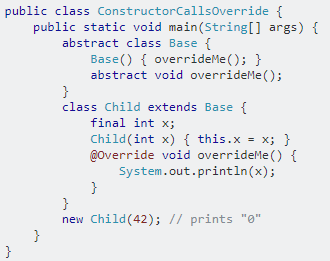 public class ConstructorCallsOverride {
    public static void main(String[] args) {
        abstract class Base {
            Base() { overrideMe(); }
            abstract void overrideMe();
        }
        class Child extends Base {
            final int x;
            Child(int x) { this.x = x; }
            @Override void overrideMe() {
                System.out.println(x);
            }
        }
        new Child(42); // prints "0"
    }
}